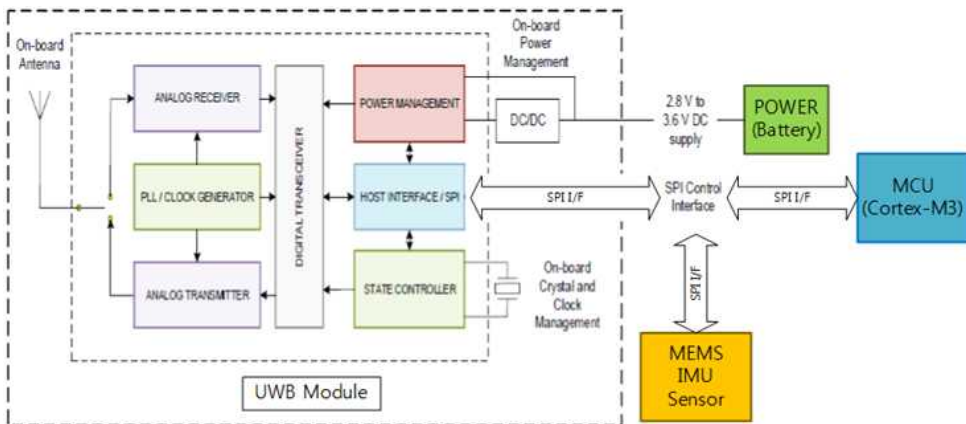 On-board
Antenna
ANALOG RECEIVER
PLL / CLOCK GENERATOR
ANALOG TRANSMITTER
DIGITAL TRANSCEIVER
POWER MANAGEMENT
HOST INTERFACE / SPI
STATE CONTROLLER
On-board
Power
Management
DC/DC
2.8 V to
3.6 V DC
supply
POWER
(Battery)
SPI I/F
SPI Control
Interface
SPI I/F
MCU
(Cortex-M3)
SPI I/F
On-board
Crystal and
Clock
Management
MEMS
IMU
Sensor
UWB Module